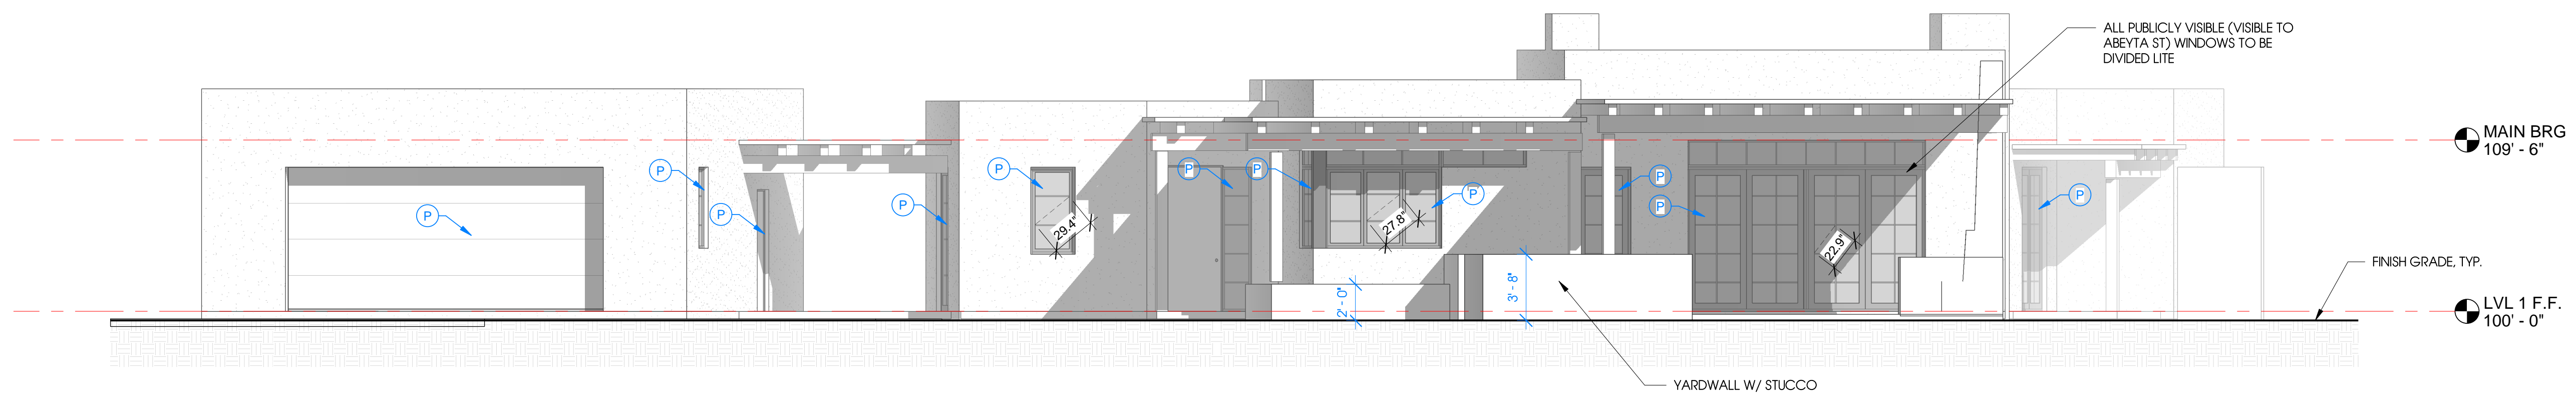 ALL PUBLICLY VISIBLE (VISIBLE TO
ABEYTA ST) WINDOWS TO BE
DIVIDED LITE
MAIN BRG
109' - 6"
P
P
P
P
P
P
P
P
P
P
P
P
29.4"
27.8"
22.9"
2' - 0"
3' - 8"
FINISH GRADE, TYP.
LVL 1 F.F.
100' - 0"
YARDWALL W/ STUCCO